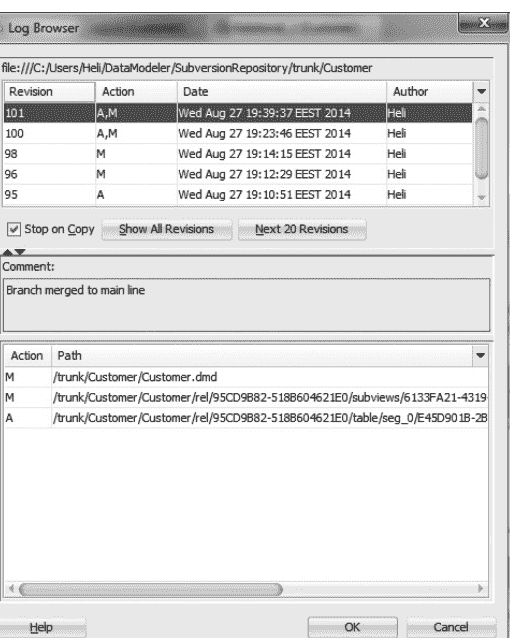 Log Browser
X
file:///C:/Users/Heli/DataModeler/SubversionRepository/trunk/Customer
Revision Action Date Author
101 A,M Wed Aug 27 19:39:37 EEST 2014 Heli
100 A,M Wed Aug 27 19:23:46 EEST 2014 Heli
98 M Wed Aug 27 19:14:15 EEST 2014 Heli
96 M Wed Aug 27 19:12:29 EEST 2014 Heli
95 A Wed Aug 27 19:10:51 EEST 2014 Heli
Stop on Copy Show All Revisions Next 20 Revisions
Comment:
Branch merged to main line
Action Path
M /trunk/Customer/Customer.dmd
M /trunk/Customer/Customer/rel/95CD9B82-518B604621E0/subviews/6133FA21-4319-
A /trunk/Customer/Customer/rel/95CD9B82-518B604621E0/table/seg_0/E45D901B-2B
Help OK Cancel